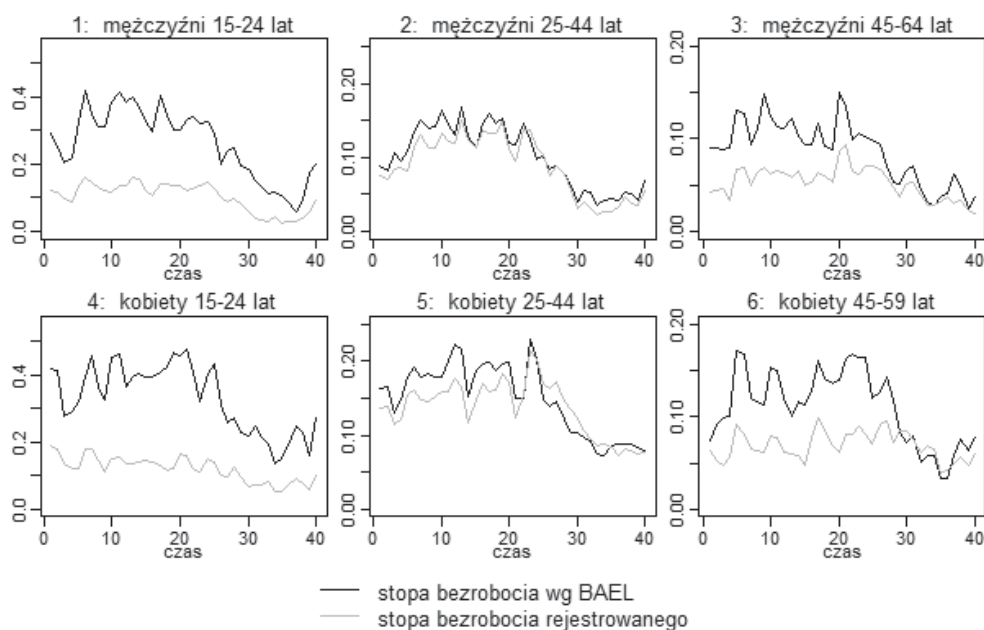 1: mężczyźni 15-24 lat
2: mężczyźni 25-44 lat
3: mężczyźni 45-64 lat
0.0 0.2 0.4
0.00 0.10 0.20
0.00 0.10 0.20
0 10 20 30 40
0 10 20 30 40
0 10 20 30 40
czas
czas
czas
4: kobiety 15-24 lat
5: kobiety 25-44 lat
6: kobiety 45-59 lat
0.0 0.2 0.4
0.00 0.10 0.20
0.00 0.10 0.20
0 10 20 30 40
0 10 20 30 40
0 10 20 30 40
czas
czas
czas
stopa bezrobocia wg BAEL
stopa bezrobocia rejestrowanego